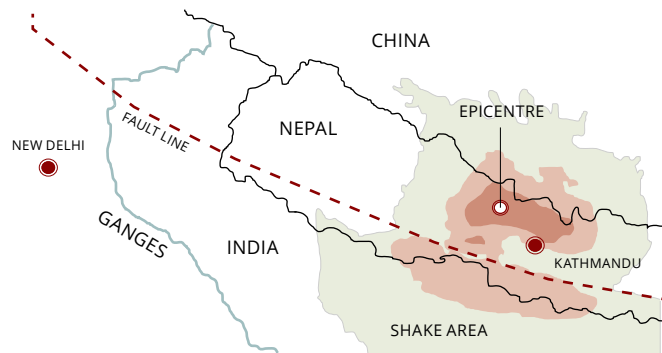 CHINA
EPICENTRE
FAULT LINE
NEPAL
NEW DELHI
GANGES
INDIA
KATHMANDU
SHAKE AREA